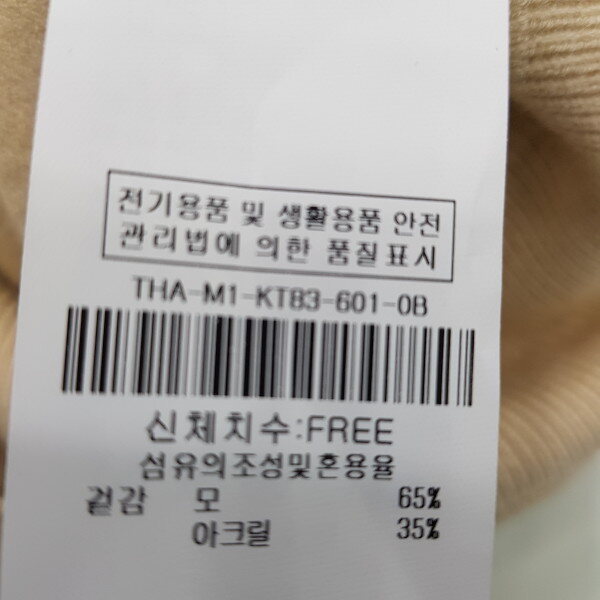 전기용품 및 생활용품 안전
관리법에 의한 품질표시
THA-M1-KTB3-601-0B
신체치수:FREE
섬유의조성및혼용율
겉감 모 65%
아크릴 35%